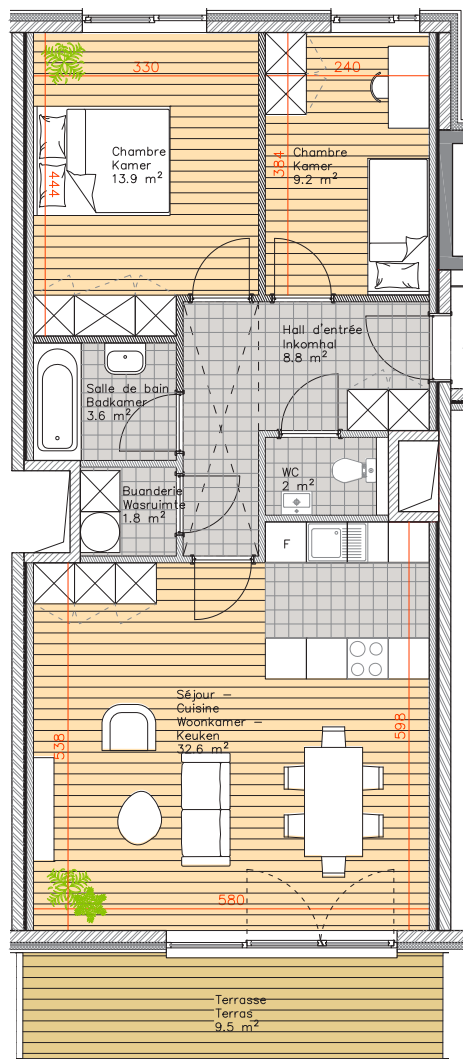 330
240
Chambre
Kamer
13.9 m²
444
384
Chambre
Kamer
9.2 m²
Hall d'entrée
Inkomhal
8.8 m²
Salle de bain
Badkamer
3.6 m²
WC
2 m²
Buanderie
Wasruimte
1.8 m²
F
Séjour –
Cuisine
Woonkamer –
Keuken
32.6 m²
538
598
580
Terrasse
Terras
9.5 m²